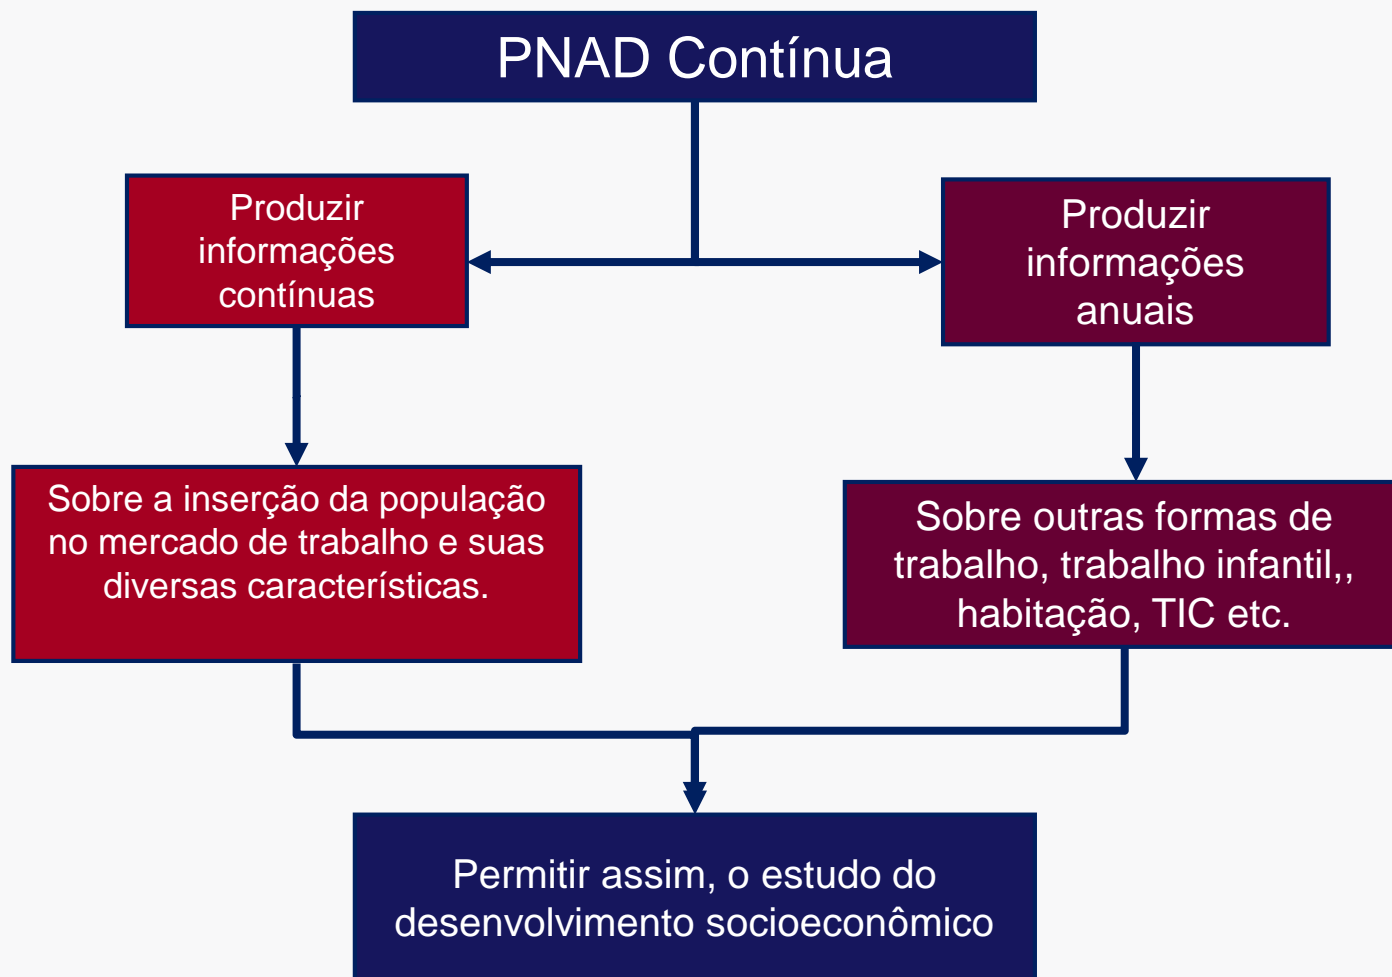 PNAD Contínua
Produzir
informações
contínuas
Produzir
informações
anuais
Sobre a inserção da população
no mercado de trabalho e suas
diversas características.
Sobre outras formas de
trabalho, trabalho infantil,,
habitação, TIC etc.
Permitir assim, o estudo do
desenvolvimento socioeconômico